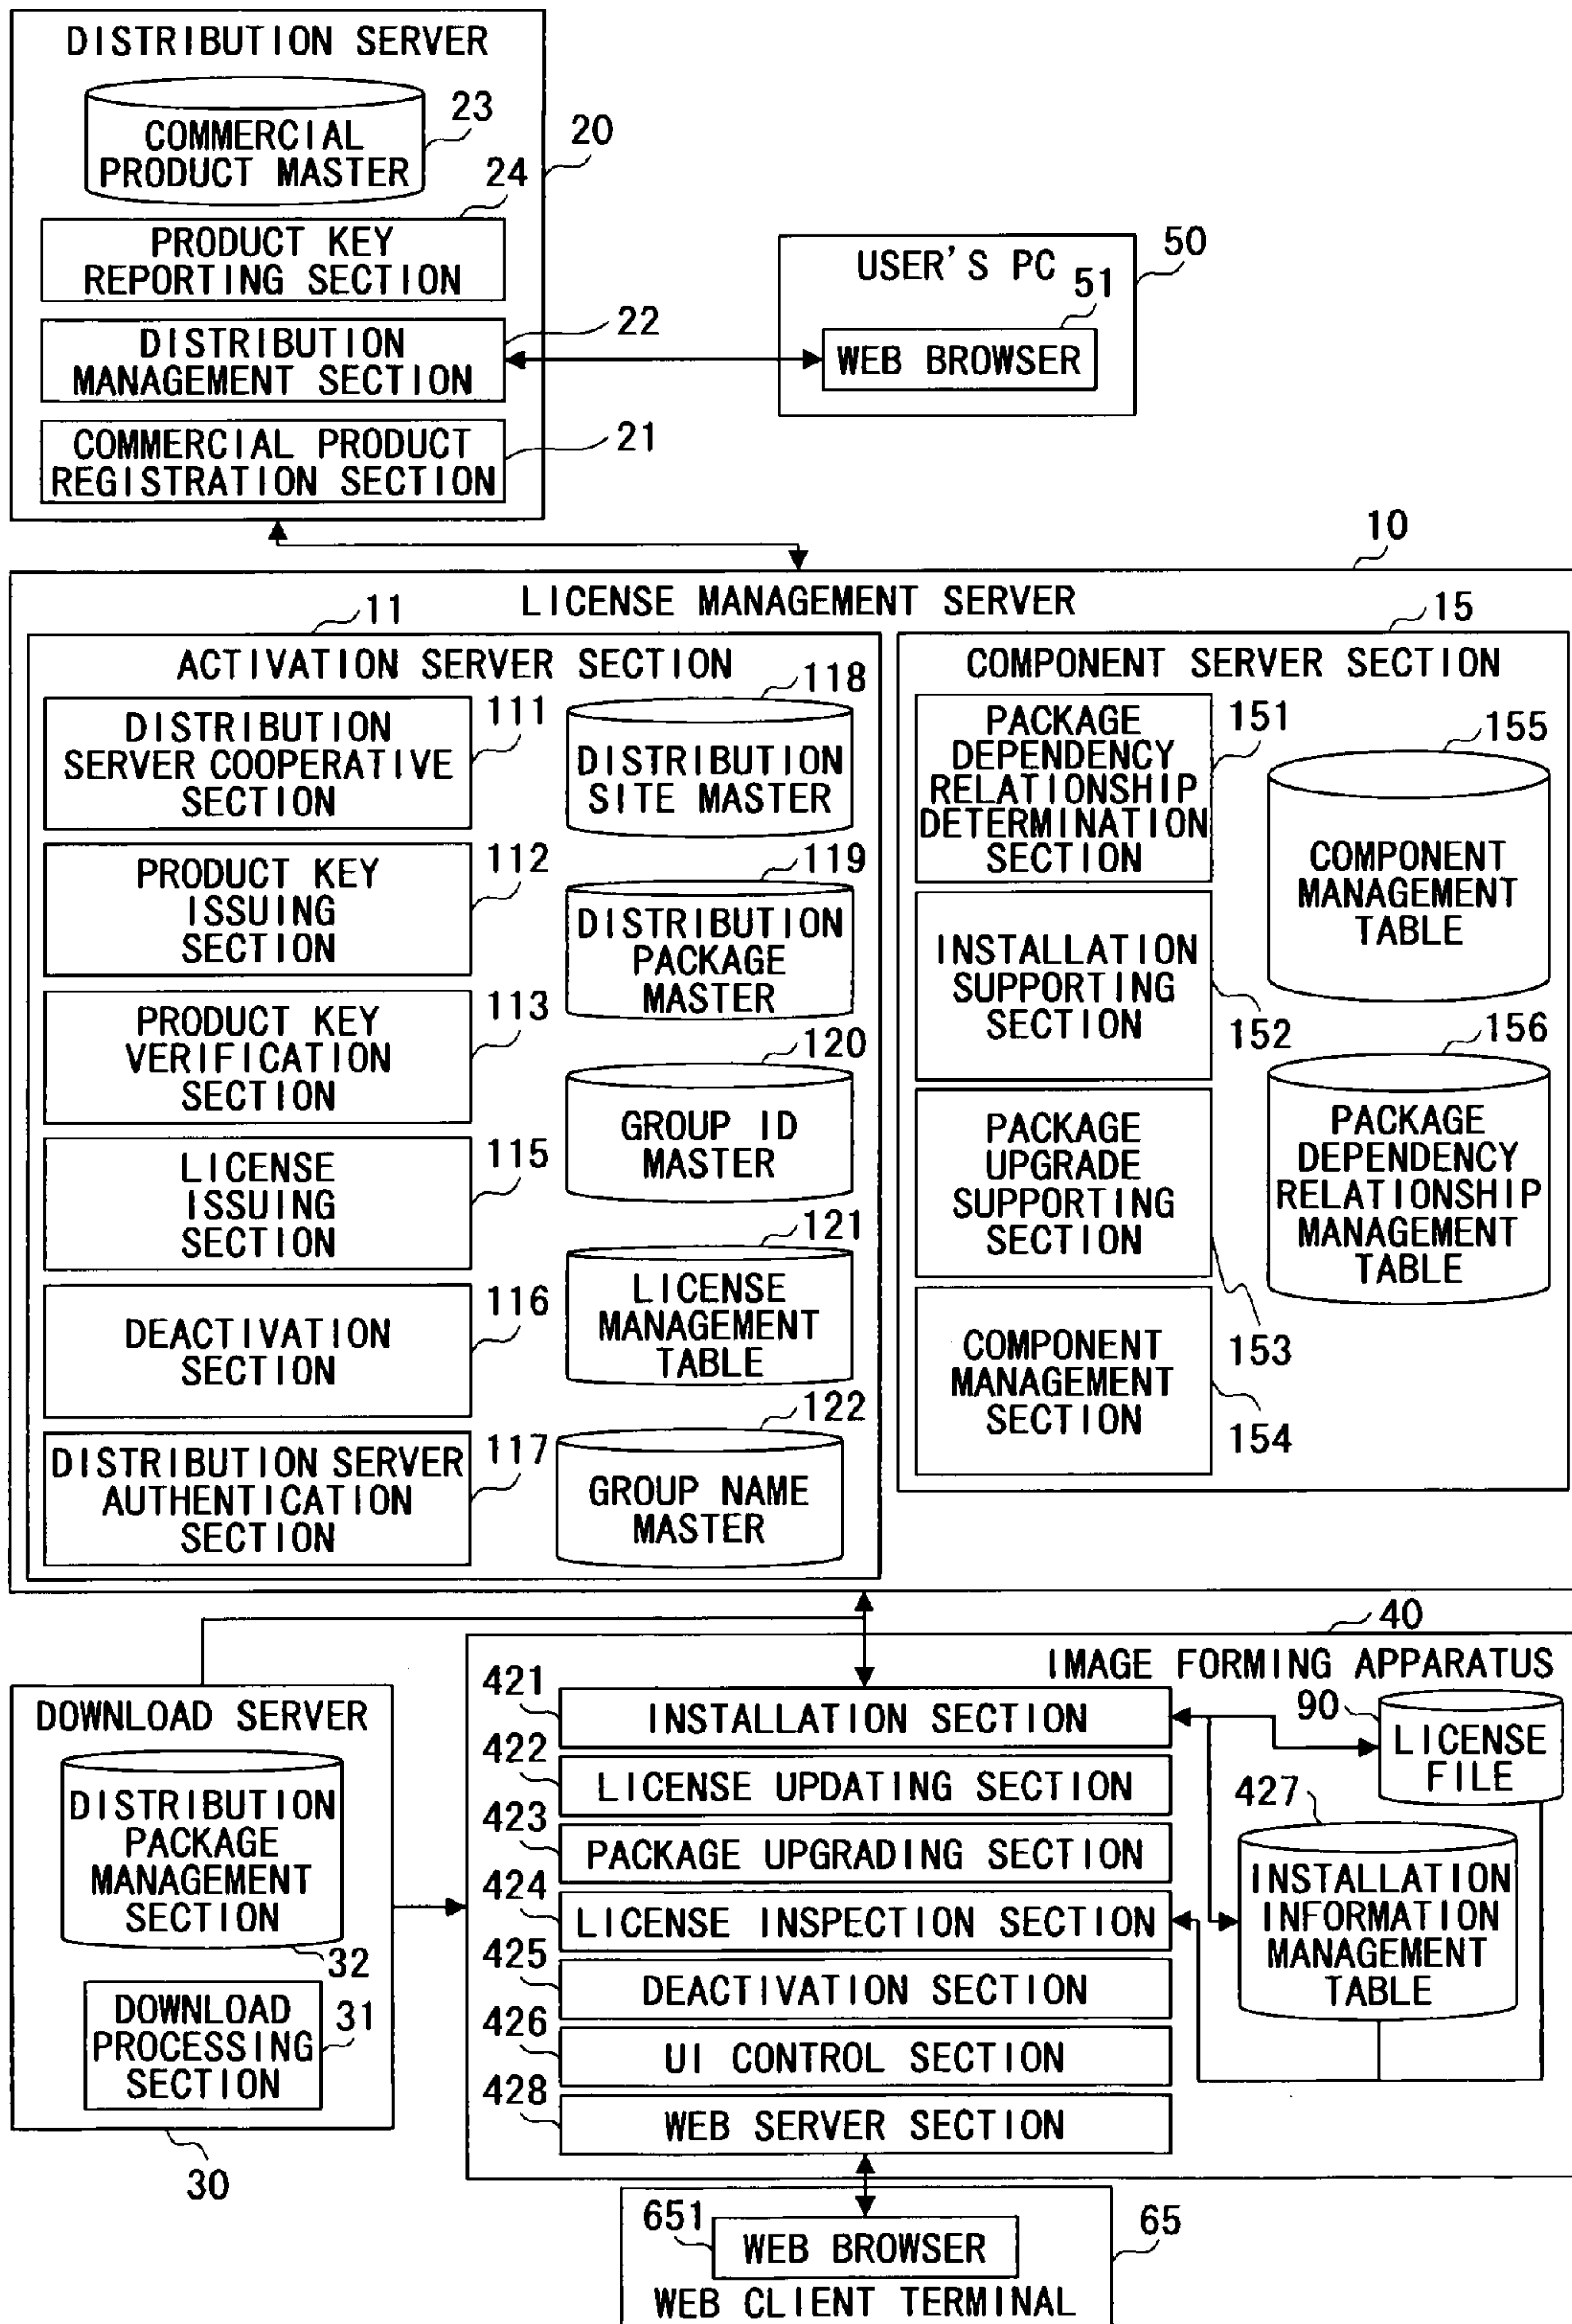 DISTRIBUTION SERVER
COMMERCIAL
PRODUCT MASTER
23
20
24
PRODUCT KEY
REPORTING SECTION
DISTRIBUTION
MANAGEMENT SECTION
22
COMMERCIAL PRODUCT
REGISTRATION SECTION
21
USER'S PC
50
51
WEB BROWSER
10
LICENSE MANAGEMENT SERVER
11
ACTIVATION SERVER SECTION
DISTRIBUTION
SERVER COOPERATIVE
SECTION
111
PRODUCT KEY
ISSUING
SECTION
112
PRODUCT KEY
VERIFICATION
SECTION
113
LICENSE
ISSUING
SECTION
115
DEACTIVATION
SECTION
116
DISTRIBUTION SERVER
AUTHENTICATION
SECTION
117
118
DISTRIBUTION
SITE MASTER
119
DISTRIBUTION
PACKAGE
MASTER
120
GROUP ID
MASTER
121
LICENSE
MANAGEMENT
TABLE
122
GROUP NAME
MASTER
15
COMPONENT SERVER SECTION
PACKAGE
DEPENDENCY
RELATIONSHIP
DETERMINATION
SECTION
151
INSTALLATION
SUPPORTING
SECTION
152
PACKAGE
UPGRADE
SUPPORTING
SECTION
153
COMPONENT
MANAGEMENT
SECTION
154
155
COMPONENT
MANAGEMENT
TABLE
156
PACKAGE
DEPENDENCY
RELATIONSHIP
MANAGEMENT
TABLE
DOWNLOAD SERVER
DISTRIBUTION
PACKAGE
MANAGEMENT
SECTION
32
DOWNLOAD
PROCESSING
SECTION
31
30
40
IMAGE FORMING APPARATUS
421
INSTALLATION SECTION
422
LICENSE UPDATING SECTION
423
PACKAGE UPGRADING SECTION
424
LICENSE INSPECTION SECTION
425
DEACTIVATION SECTION
426
UI CONTROL SECTION
428
WEB SERVER SECTION
90
LICENSE
FILE
427
INSTALLATION
INFORMATION
MANAGEMENT
TABLE
651
WEB BROWSER
65
WEB CLIENT TERMINAL